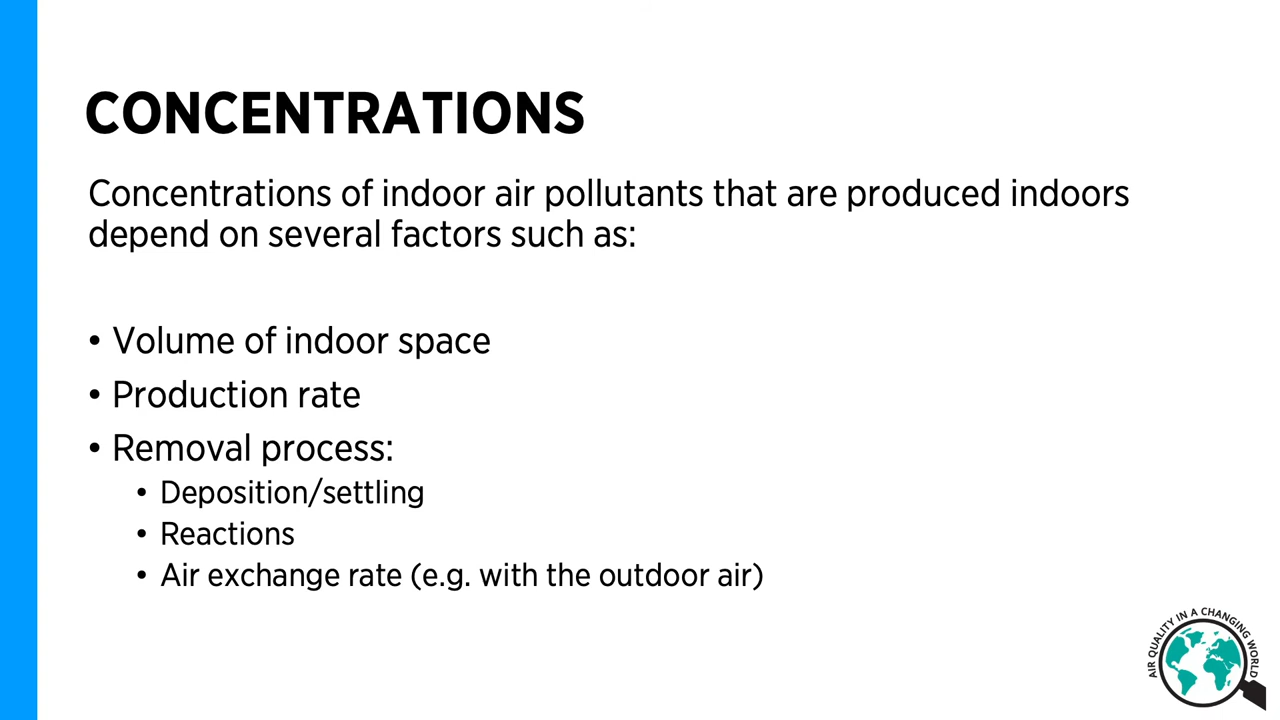 CONCENTRATIONS
Concentrations of indoor air pollutants that are produced indoors
depend on several factors such as:
• Volume of indoor space
• Production rate
• Removal process:
• Deposition/settling
• Reactions
• Air exchange rate (e.g. with the outdoor air)
AIR QUALITY IN A CHANGING WORLD